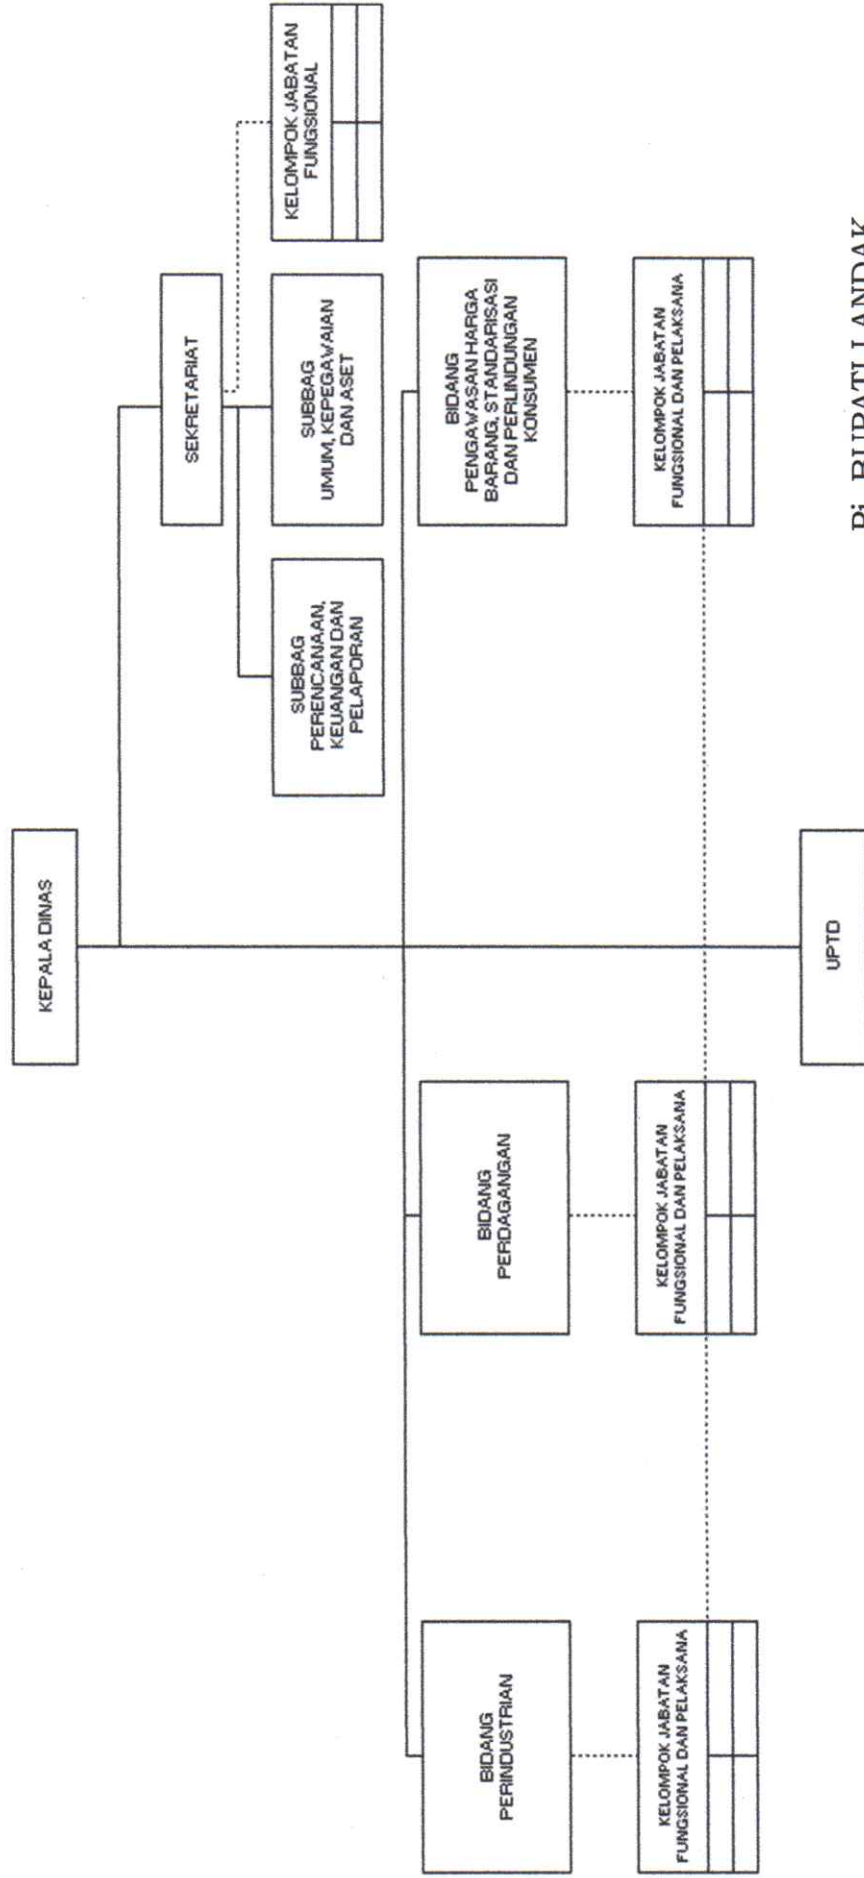 KEPALA DINAS
SEKRETARIAT
SUBBAG
PERENCANAAN,
KEUANGAN DAN
PELAPORAN
SUBBAG
UMUM, KEPEGAWAIAN
DAN ASET
KELOMPOK JABATAN
FUNGSIONAL
BIDANG
PERINDUSTRIAN
BIDANG
PERDAGANGAN
BIDANG
PENGAWASAN HARGA
BARANG, STANDARISASI
DAN PERLINDUNGAN
KONSUMEN
KELOMPOK JABATAN
FUNGSIONAL DAN PELAKSANA
KELOMPOK JABATAN
FUNGSIONAL DAN PELAKSANA
KELOMPOK JABATAN
FUNGSIONAL DAN PELAKSANA
UPTD
Pj. BUPATI LANDAK